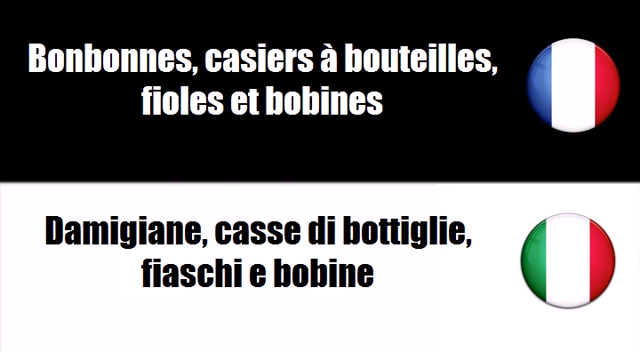 Bonbonnes, casiers à bouteilles,
fioles et bobines
Damigiane, casse di bottiglie,
fiaschi e bobine